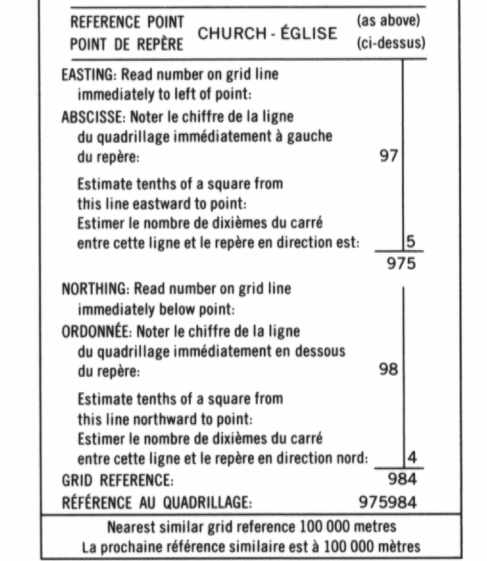 REFERENCE POINT CHURCH - ÉGLISE (as above)
POINT DE REPÈRE (ci-dessus)
EASTING: Read number on grid line
immediately to left of point:
ABSCISSE: Noter le chiffre de la ligne
du quadrillage immédiatement à gauche
du repère: 97
Estimate tenths of a square from
this line eastward to point:
Estimer le nombre de dixièmes du carré
entre cette ligne et le repère en direction est: 5
975
NORTHING: Read number on grid line
immediately below point:
ORDONNÉE: Noter le chiffre de la ligne
du quadrillage immédiatement en dessous
du repère: 98
Estimate tenths of a square from
this line northward to point:
Estimer le nombre de dixièmes du carré
entre cette ligne et le repère en direction nord: 4
GRID REFERENCE: 984
RÉFÉRENCE AU QUADRILLAGE: 975984
Nearest similar grid reference 100 000 metres
La prochaine référence similaire est à 100 000 mètres